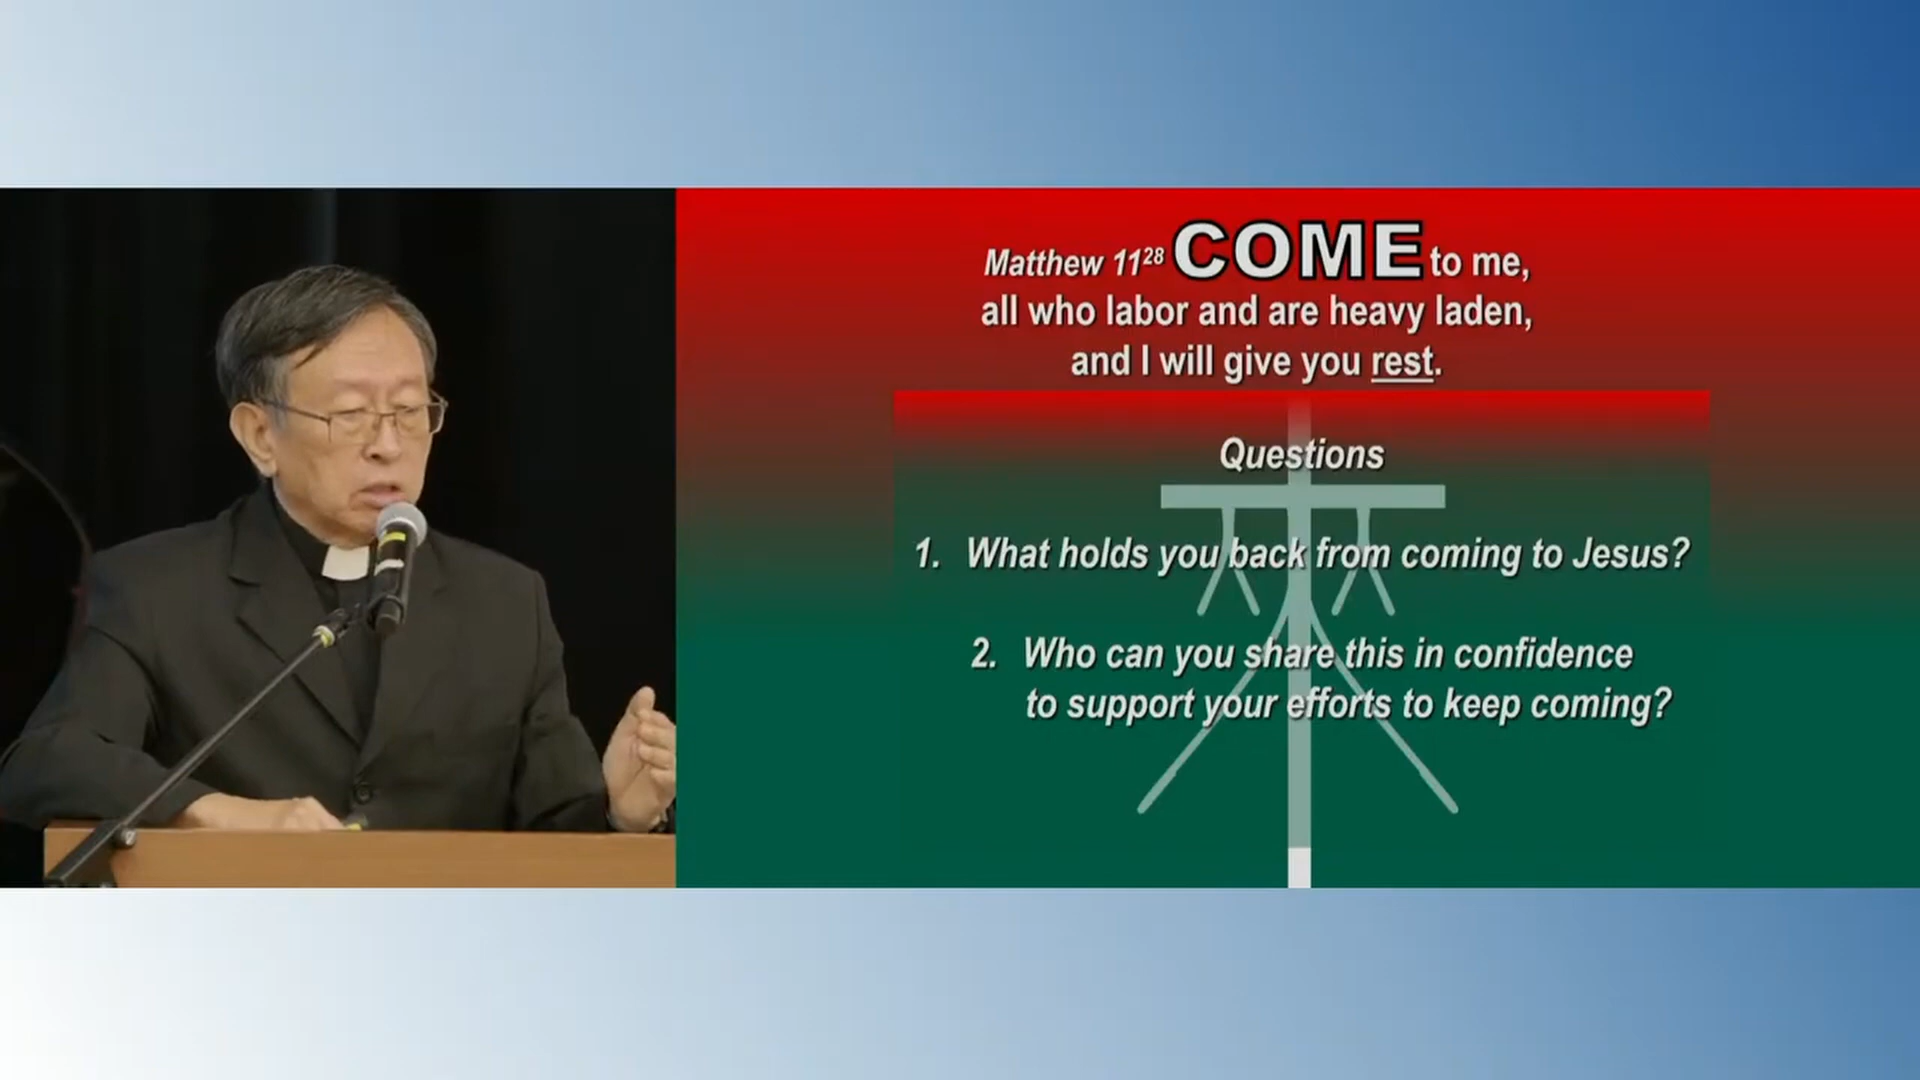 Matthew 11²⁸ COME to me,
all who labor and are heavy laden,
and I will give you rest.
Questions
1. What holds you back from coming to Jesus?
2. Who can you share this in confidence
to support your efforts to keep coming?